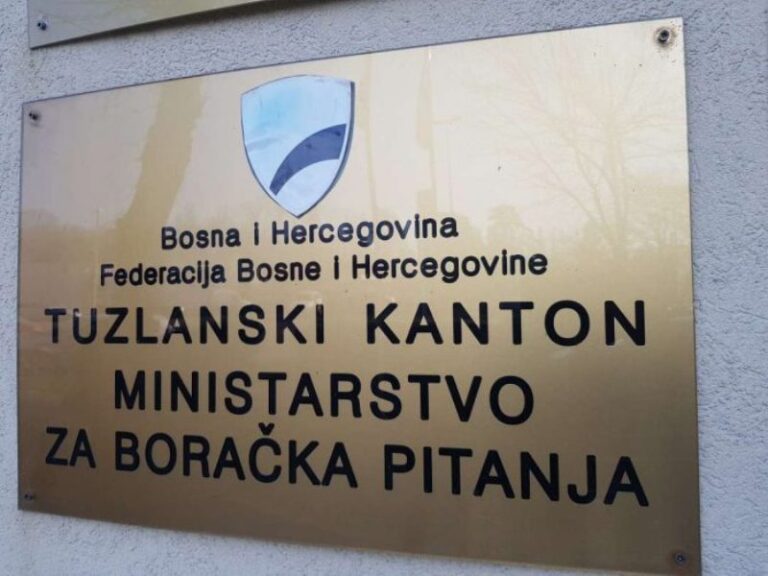 Bosna i Hercegovina
Federacija Bosne i Hercegovine
TUZLANSKI KANTON
MINISTARSTVO
ZA BORAČKA PITANJA